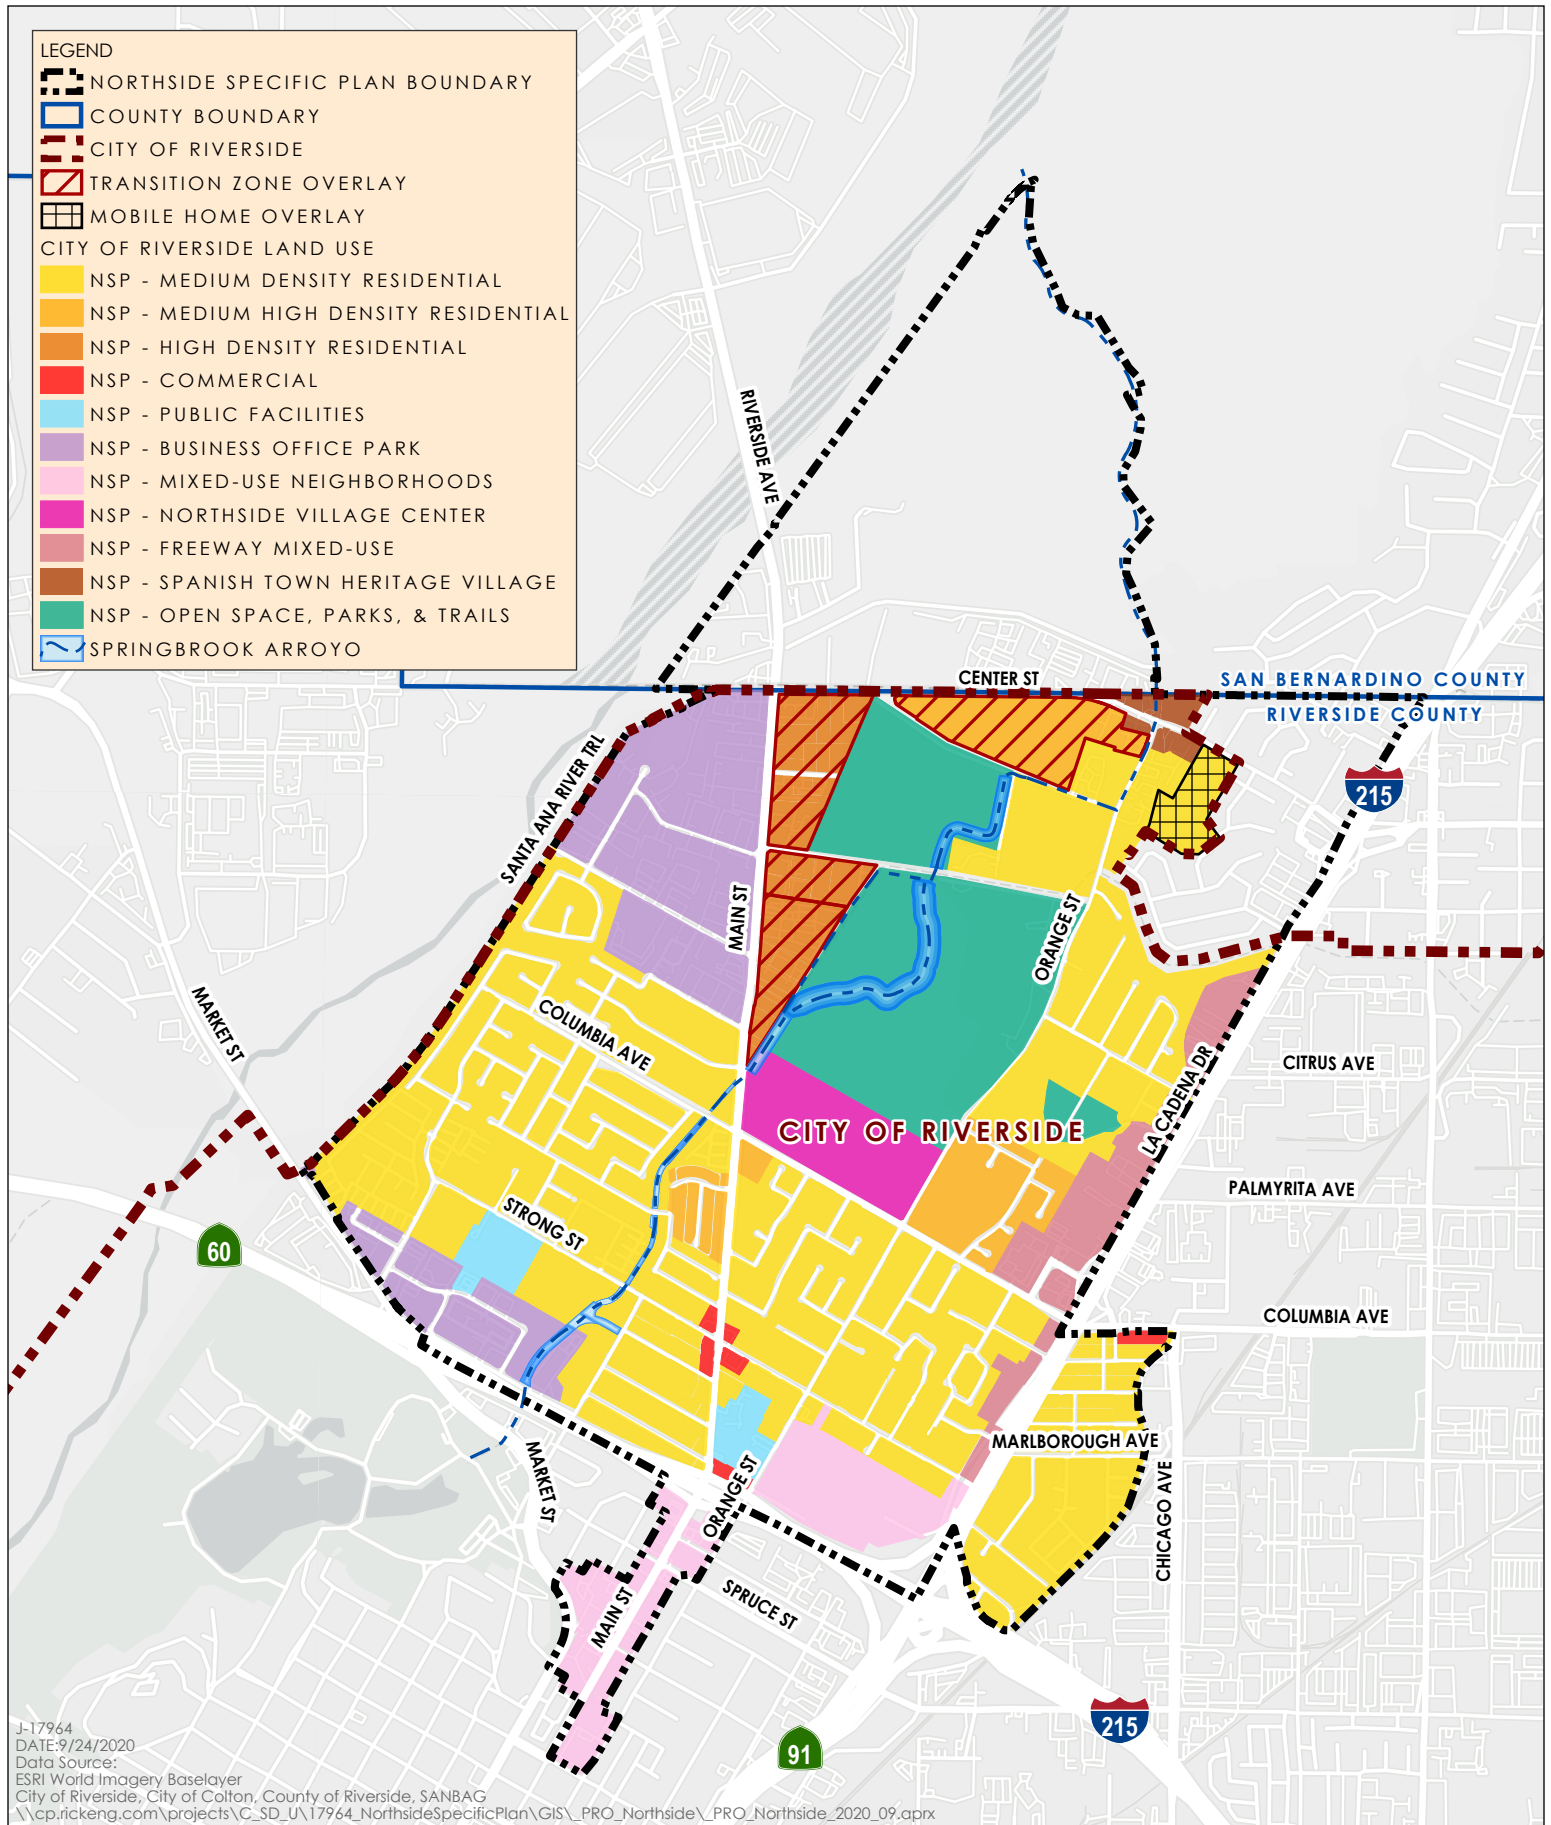 LEGEND
NORTHSIDE SPECIFIC PLAN BOUNDARY
COUNTY BOUNDARY
CITY OF RIVERSIDE
TRANSITION ZONE OVERLAY
MOBILE HOME OVERLAY
CITY OF RIVERSIDE LAND USE
NSP - MEDIUM DENSITY RESIDENTIAL
NSP - MEDIUM HIGH DENSITY RESIDENTIAL
NSP - HIGH DENSITY RESIDENTIAL
NSP - COMMERCIAL
NSP - PUBLIC FACILITIES
NSP - BUSINESS OFFICE PARK
NSP - MIXED-USE NEIGHBORHOODS
NSP - NORTHSIDE VILLAGE CENTER
NSP - FREEWAY MIXED-USE
NSP - SPANISH TOWN HERITAGE VILLAGE
NSP - OPEN SPACE, PARKS, & TRAILS
SPRINGBROOK ARROYO
RIVERSIDE AVE
CENTER ST
SAN BERNARDINO COUNTY
RIVERSIDE COUNTY
215
SANTA ANA RIVER TRL
MAIN ST
ORANGE ST
MARKET ST
COLUMBIA AVE
LA CADENA DR
CITRUS AVE
CITY OF RIVERSIDE
PALMYRITA AVE
STRONG ST
60
COLUMBIA AVE
MARLBOROUGH AVE
CHICAGO AVE
MARKET ST
ORANGE ST
SPRUCE ST
MAIN ST
215
91
J-17964
DATE:9/24/2020
Data Source:
ESRI World Imagery Baselayer
City of Riverside, City of Colton, County of Riverside, SANBAG
\\cp.rickeng.com\projects\C_SD_U\17964_NorthsideSpecificPlan\GIS\_PRO_Northside\_PRO_Northside_2020_09.aprx